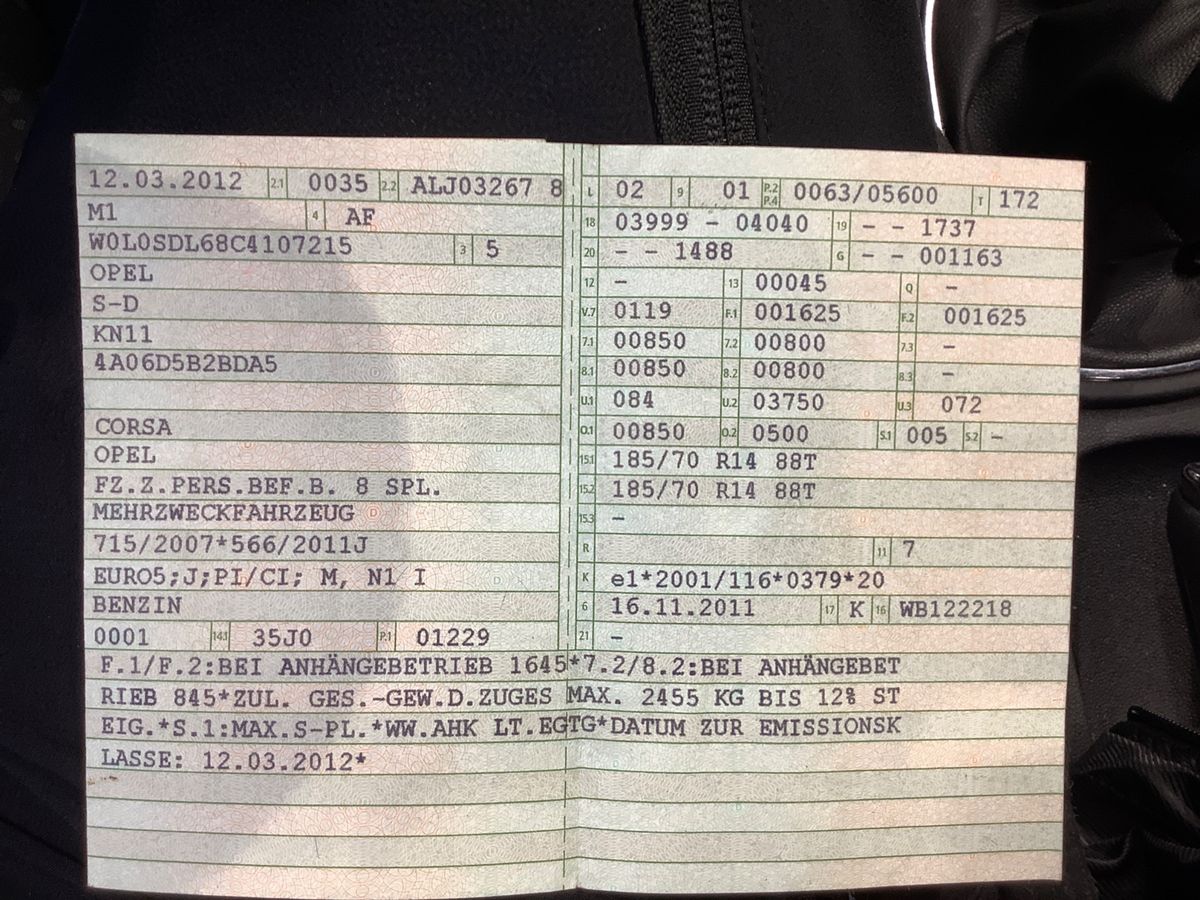 12.03.2012 2.1 0035 2.2 ALJ03267 8
M1 4 AF
W0L0SDL68C4107215 3 5
OPEL
S-D
KN11
4A06D5B2BDA5
CORSA
OPEL
FZ.Z.PERS.BEF.B. 8 SPL.
MEHRZWECKFAHRZEUG
715/2007*566/2011J
EURO5;J;PI/CI; M, N1 I
BENZIN
0001 14.1 35J0 P.1 01229
L 02 9 01 P.2 P.4 0063/05600 T 172
18 03999 - 04040 19 - - 1737
20 - - 1488 G - - 001163
12 - 13 00045 Q -
V.7 0119 F.1 001625 F.2 001625
7.1 00850 7.2 00800 7.3 -
8.1 00850 8.2 00800 8.3 -
U.1 084 U.2 03750 U.3 072
O.1 00850 O.2 0500 S.1 005 S.2 -
15.1 185/70 R14 88T
15.2 185/70 R14 88T
15.3 -
R 11 7
K e1*2001/116*0379*20
6 16.11.2011 17 K 16 WB122218
21 -
F.1/F.2:BEI ANHÄNGEBETRIEB 1645*7.2/8.2:BEI ANHÄNGEBET
RIEB 845*ZUL. GES.-GEW.D.ZUGES MAX. 2455 KG BIS 12% ST
EIG.*S.1:MAX.S-PL.*WW.AHK LT.EGTG*DATUM ZUR EMISSIONSK
LASSE: 12.03.2012*